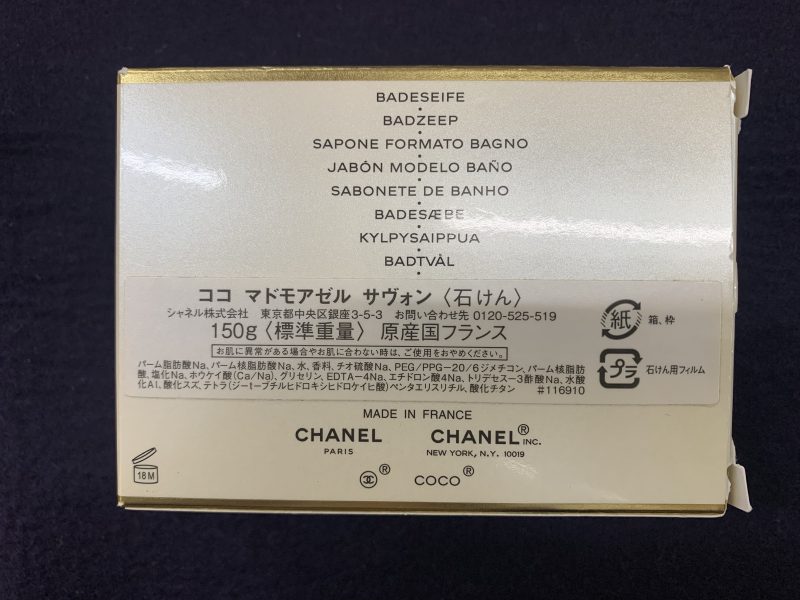 BADESEIFE
BADZEEP
SAPONE FORMATO BAGNO
JABÓN MODELO BAÑO
SABONETE DE BANHO
BADESÆBE
KYLPYSAIPPUA
BADTVÅL
ココ マドモアゼル サヴォン〈石けん〉
シャネル株式会社 東京都中央区銀座3-5-3 お問い合わせ先 0120-525-519
150g〈標準重量〉 原産国フランス
お肌に異常がある場合やお肌に合わない時は、ご使用をおやめください。
パーム脂肪酸Na、パーム核脂肪酸Na、水、香料、チオ硫酸Na、PEG/PPG-20/6ジメチコン、パーム核脂肪
酸、塩化Na、ホウケイ酸(Ca/Na)、グリセリン、EDTA-4Na、エチドロン酸4Na、トリデセス-3酢酸Na、水酸
化Al、酸化スズ、テトラ(ジ-t-ブチルヒドロキシヒドロケイヒ酸)ペンタエリスリチル、酸化チタン #116910
紙 箱、枠
プラ 石けん用フィルム
MADE IN FRANCE
CHANEL CHANEL® INC.
PARIS NEW YORK, N.Y. 10019
® COCO®
18M